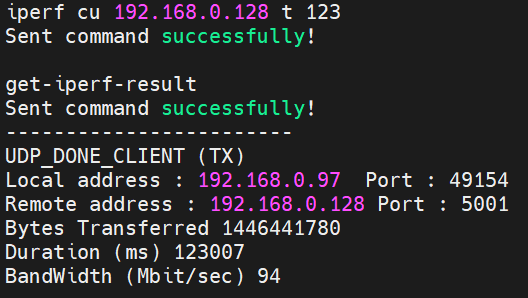 iperf cu 192.168.0.128 t 123
Sent command successfully!
get-iperf-result
Sent command successfully!
------------------------
UDP_DONE_CLIENT (TX)
Local address : 192.168.0.97  Port : 49154
Remote address : 192.168.0.128 Port : 5001
Bytes Transferred 1446441780
Duration (ms) 123007
BandWidth (Mbit/sec) 94